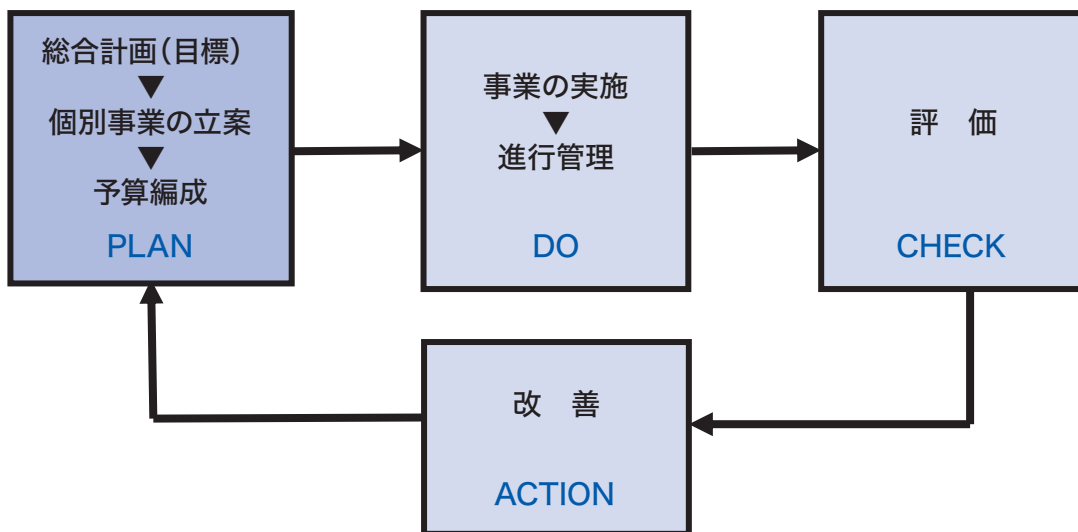 総合計画(目標)
▼
個別事業の立案
▼
予算編成
PLAN
事業の実施
▼
進行管理
DO
評　価
CHECK
改　善
ACTION